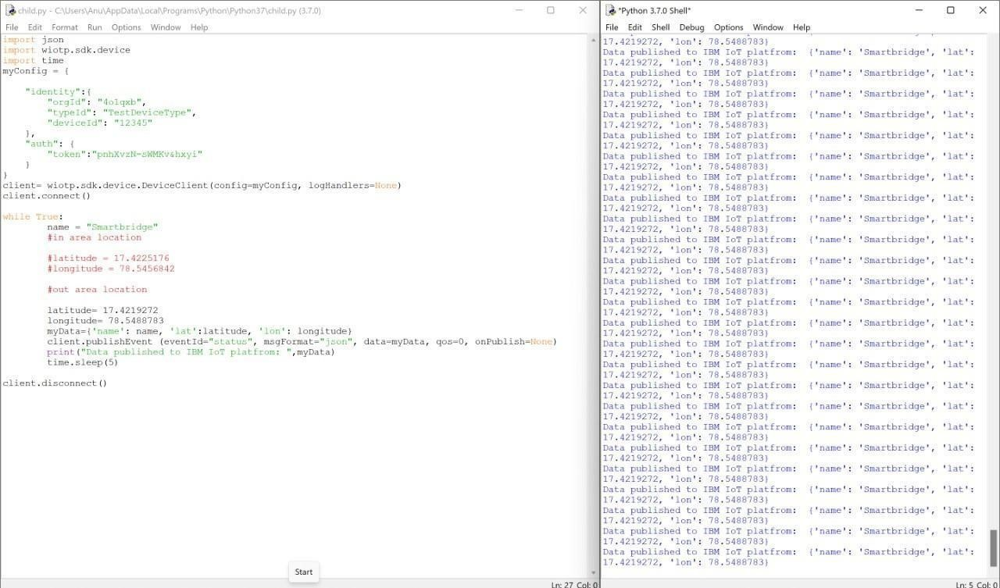 child.py - C:\Users\Anu\AppData\Local\Programs\Python\Python37\child.py (3.7.0)
File Edit Format Run Options Window Help
import json
import wiotp.sdk.device
import time
myConfig = {
"identity":{
"orgId": "4olqxb",
"typeId": "TestDeviceType",
"deviceId": "12345"
},
"auth": {
"token":"pnhXvzN-sWMKv&hxyi"
}
}
client= wiotp.sdk.device.DeviceClient(config=myConfig, logHandlers=None)
client.connect()
while True:
name = "Smartbridge"
#in area location
#latitude = 17.4225176
#longitude = 78.5456842
#out area location
latitude= 17.4219272
longitude= 78.5488783
myData={'name': name, 'lat':latitude, 'lon': longitude}
client.publishEvent (eventId="status", msgFormat="json", data=myData, qos=0, onPublish=None)
print("Data published to IBM IoT platfrom: ",myData)
time.sleep(5)
client.disconnect()
Start
Ln: 27 Col: 0
*Python 3.7.0 Shell*
File Edit Shell Debug Options Window Help
17.4219272, 'lon': 78.5488783}
Data published to IBM IoT platfrom:  {'name': 'Smartbridge', 'lat':
17.4219272, 'lon': 78.5488783}
Data published to IBM IoT platfrom:  {'name': 'Smartbridge', 'lat':
17.4219272, 'lon': 78.5488783}
Data published to IBM IoT platfrom:  {'name': 'Smartbridge', 'lat':
17.4219272, 'lon': 78.5488783}
Data published to IBM IoT platfrom:  {'name': 'Smartbridge', 'lat':
17.4219272, 'lon': 78.5488783}
Data published to IBM IoT platfrom:  {'name': 'Smartbridge', 'lat':
17.4219272, 'lon': 78.5488783}
Data published to IBM IoT platfrom:  {'name': 'Smartbridge', 'lat':
17.4219272, 'lon': 78.5488783}
Data published to IBM IoT platfrom:  {'name': 'Smartbridge', 'lat':
17.4219272, 'lon': 78.5488783}
Data published to IBM IoT platfrom:  {'name': 'Smartbridge', 'lat':
17.4219272, 'lon': 78.5488783}
Data published to IBM IoT platfrom:  {'name': 'Smartbridge', 'lat':
17.4219272, 'lon': 78.5488783}
Data published to IBM IoT platfrom:  {'name': 'Smartbridge', 'lat':
17.4219272, 'lon': 78.5488783}
Data published to IBM IoT platfrom:  {'name': 'Smartbridge', 'lat':
17.4219272, 'lon': 78.5488783}
Data published to IBM IoT platfrom:  {'name': 'Smartbridge', 'lat':
17.4219272, 'lon': 78.5488783}
Data published to IBM IoT platfrom:  {'name': 'Smartbridge', 'lat':
17.4219272, 'lon': 78.5488783}
Data published to IBM IoT platfrom:  {'name': 'Smartbridge', 'lat':
17.4219272, 'lon': 78.5488783}
Data published to IBM IoT platfrom:  {'name': 'Smartbridge', 'lat':
17.4219272, 'lon': 78.5488783}
Data published to IBM IoT platfrom:  {'name': 'Smartbridge', 'lat':
17.4219272, 'lon': 78.5488783}
Data published to IBM IoT platfrom:  {'name': 'Smartbridge', 'lat':
17.4219272, 'lon': 78.5488783}
Data published to IBM IoT platfrom:  {'name': 'Smartbridge', 'lat':
17.4219272, 'lon': 78.5488783}
Data published to IBM IoT platfrom:  {'name': 'Smartbridge', 'lat':
17.4219272, 'lon': 78.5488783}
Data published to IBM IoT platfrom:  {'name': 'Smartbridge', 'lat':
17.4219272, 'lon': 78.5488783}
Data published to IBM IoT platfrom:  {'name': 'Smartbridge', 'lat':
17.4219272, 'lon': 78.5488783}
Data published to IBM IoT platfrom:  {'name': 'Smartbridge', 'lat':
17.4219272, 'lon': 78.5488783}
Data published to IBM IoT platfrom:  {'name': 'Smartbridge', 'lat':
17.4219272, 'lon': 78.5488783}
Data published to IBM IoT platfrom:  {'name': 'Smartbridge', 'lat':
17.4219272, 'lon': 78.5488783}
Data published to IBM IoT platfrom:  {'name': 'Smartbridge', 'lat':
17.4219272, 'lon': 78.5488783}
Ln: 5 Col: 0